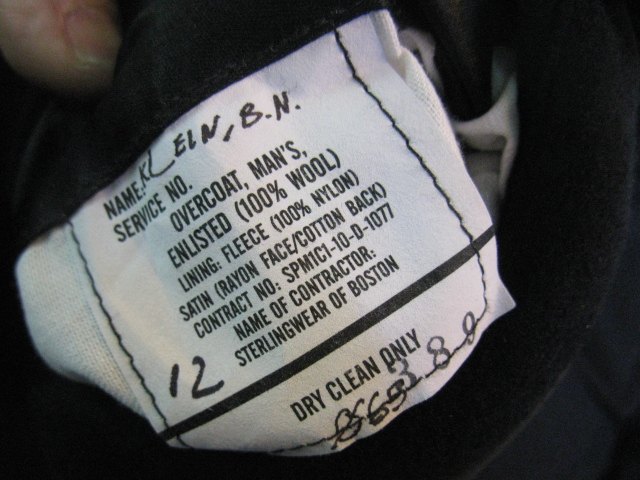 NAME: KLEIN, B.N.
SERVICE NO.
OVERCOAT, MAN'S,
ENLISTED (100% WOOL)
LINING: FLEECE (100% NYLON)
SATIN (RAYON FACE/COTTON BACK)
CONTRACT NO: SPM1C1-10-D-1077
NAME OF CONTRACTOR:
STERLINGWEAR OF BOSTON
12
DRY CLEAN ONLY